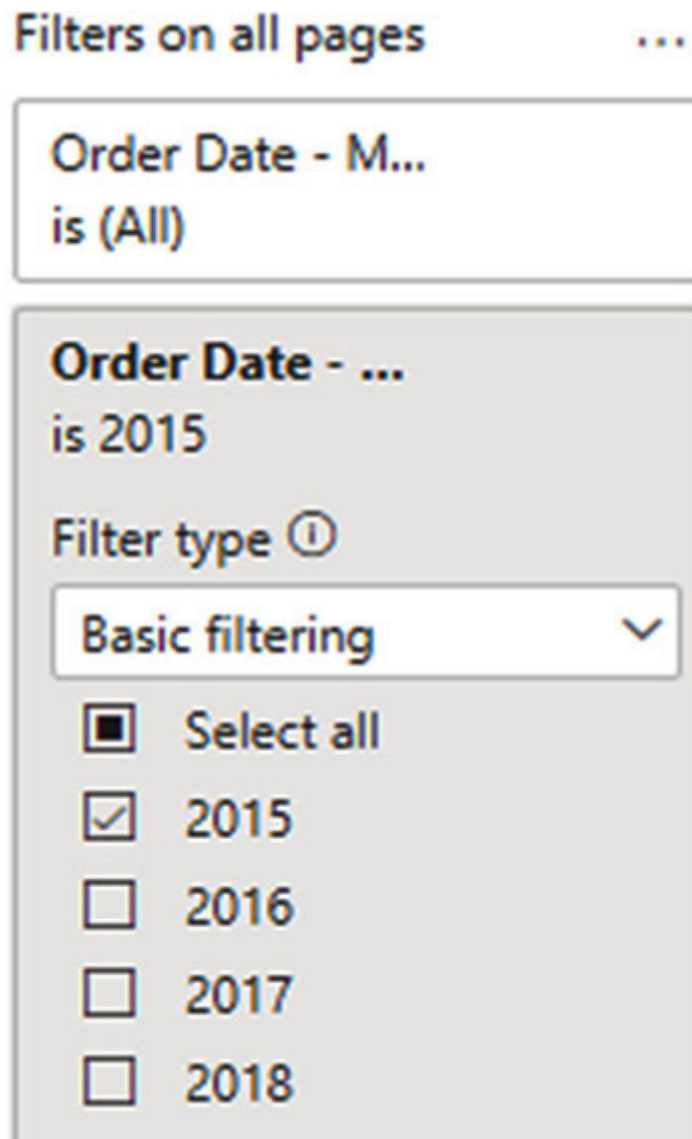 Filters on all pages ...
Order Date - M...
is (All)
Order Date - ...
is 2015
Filter type
Basic filtering
Select all
2015
2016
2017
2018